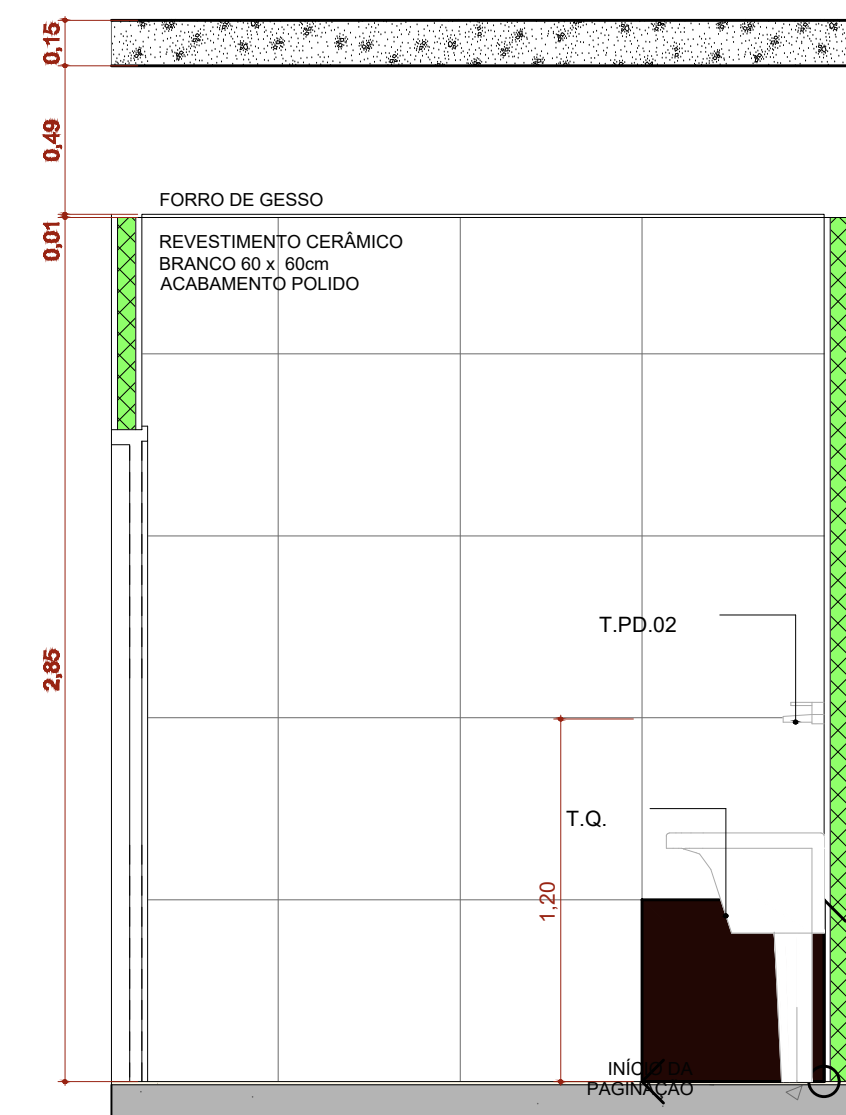 0,15
0,49
FORRO DE GESSO
0,01
REVESTIMENTO CERÂMICO
BRANCO 60 x 60cm
ACABAMENTO POLIDO
T.PD.02
2,85
T.Q.
1,20
INÍCIO DA
PAGINAÇÃO